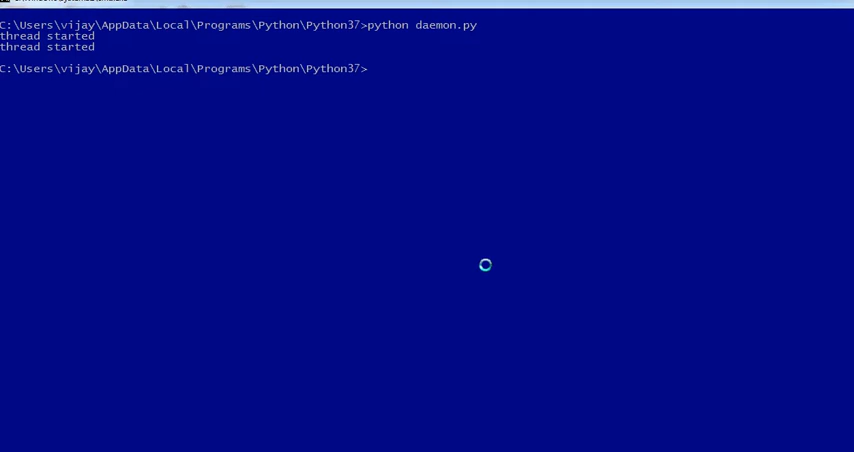 C:\Users\vijay\AppData\Local\Programs\Python\Python37>python daemon.py
thread started
thread started
C:\Users\vijay\AppData\Local\Programs\Python\Python37>